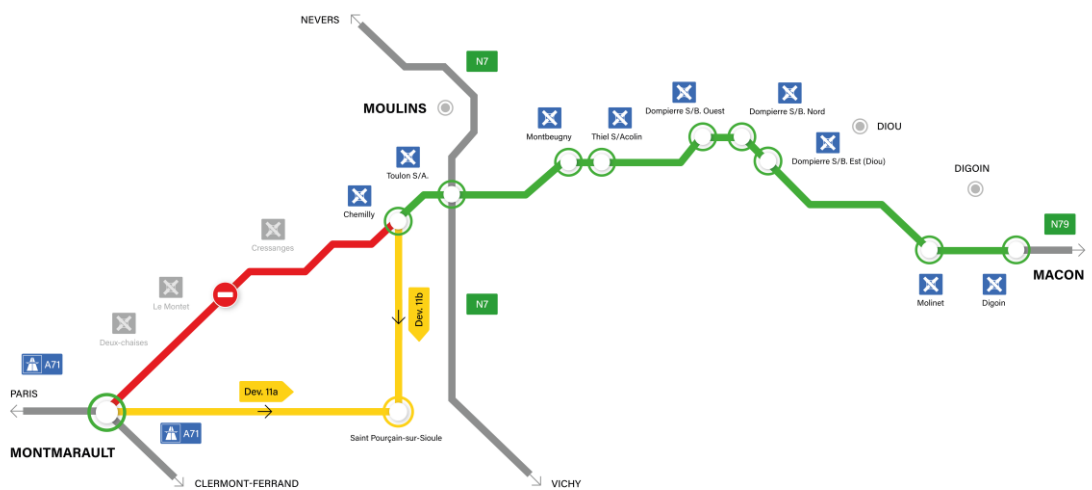 NEVERS
N7
MOULINS
Dompierre S/B. Ouest
Dompierre S/B. Nord
Montbeugny
Thiel S/Acolin
DIOU
Dompierre S/B. Est (Diou)
Toulon S/A.
DIGOIN
Chemilly
N79
Cressanges
MACON
Le Montet
N7
Dev. 11b
Molinet
Digoin
Deux-chaises
A71
PARIS
Dev. 11a
A71
Saint Pourçain-sur-Sioule
MONTMARAULT
CLERMONT-FERRAND
VICHY